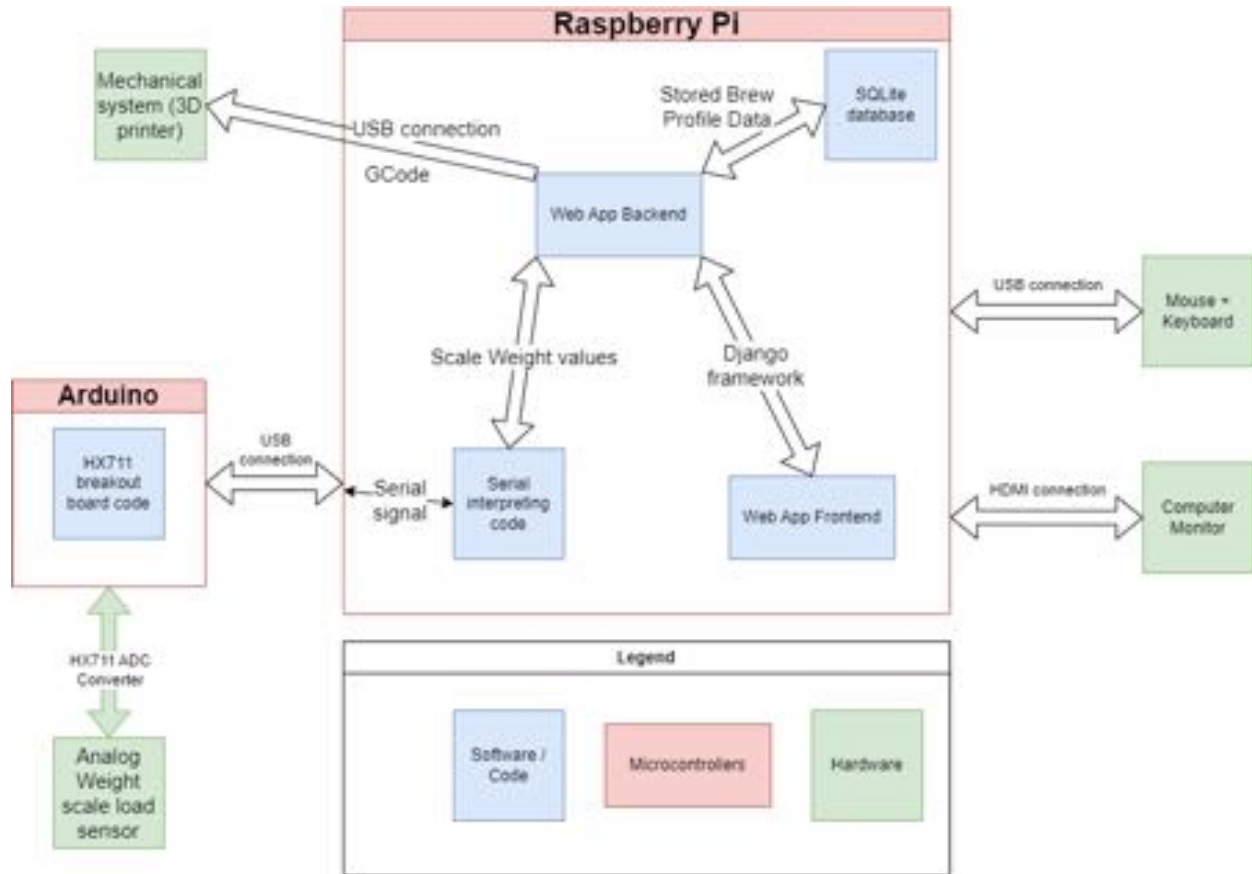 Raspberry Pi
Mechanical
system (3D
printer)
USB connection
GCode
Stored Brew
Profile Data
SQLite
database
Web App Backend
Scale Weight values
Django
framework
USB connection
Mouse +
Keyboard
Arduino
HX711
breakout
board code
USB
connection
Serial
signal
Serial
interpreting
code
Web App Frontend
HDMI connection
Computer
Monitor
HX711 ADC
Converter
Analog
Weight
scale load
sensor
Legend
Software /
Code
Microcontrollers
Hardware